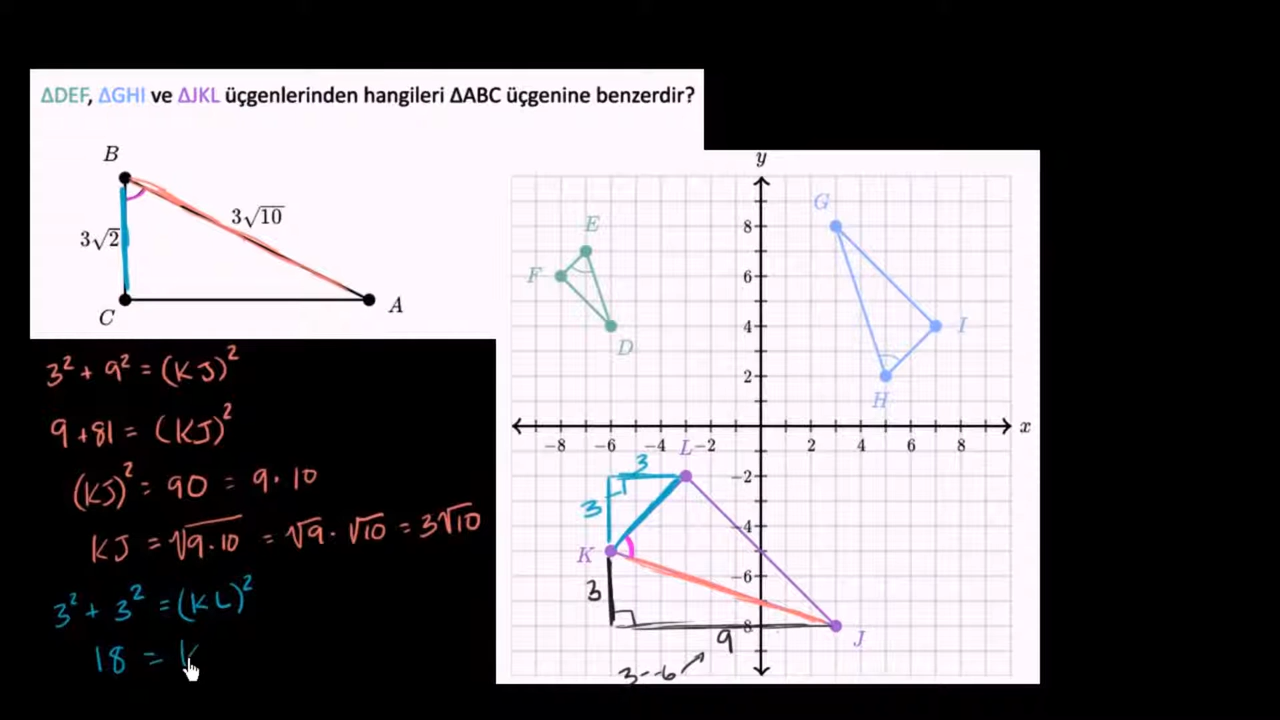 ΔDEF, ΔGHI ve ΔJKL üçgenlerinden hangileri ΔABC üçgenine benzerdir?
B
3√10
3√2
C
A
3² + 9² = (KJ)²
9 + 81 = (KJ)²
(KJ)² = 90 = 9 · 10
KJ = √9·10 = √9 · √10 = 3√10
3² + 3² = (KL)²
18 =
y
G
E
8
F
6
I
4
D
2
H
x
-8 -6 -4 -2 2 4 6 8
L
3
-2
3
-4
K
3
-6
-8
J
9
3--6